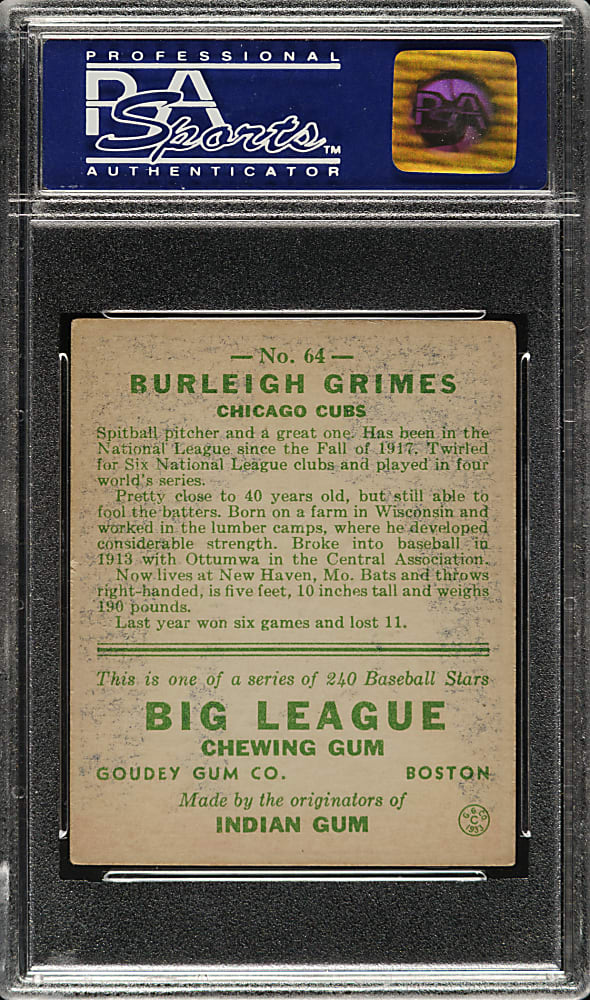 PROFESSIONAL
PSA
Sports™
AUTHENTICATOR
PSA
— No. 64 —
BURLEIGH GRIMES
CHICAGO CUBS
Spitball pitcher and a great one. Has been in the
National League since the Fall of 1917. Twirled
for Six National League clubs and played in four
world's series.
Pretty close to 40 years old, but still able to
fool the batters. Born on a farm in Wisconsin and
worked in the lumber camps, where he developed
considerable strength. Broke into baseball in
1913 with Ottumwa in the Central Association.
Now lives at New Haven, Mo. Bats and throws
right-handed, is five feet, 10 inches tall and weighs
190 pounds.
Last year won six games and lost 11.
This is one of a series of 240 Baseball Stars
BIG LEAGUE
CHEWING GUM
GOUDEY GUM CO. BOSTON
Made by the originators of
INDIAN GUM
G. G. CO.
C
1933